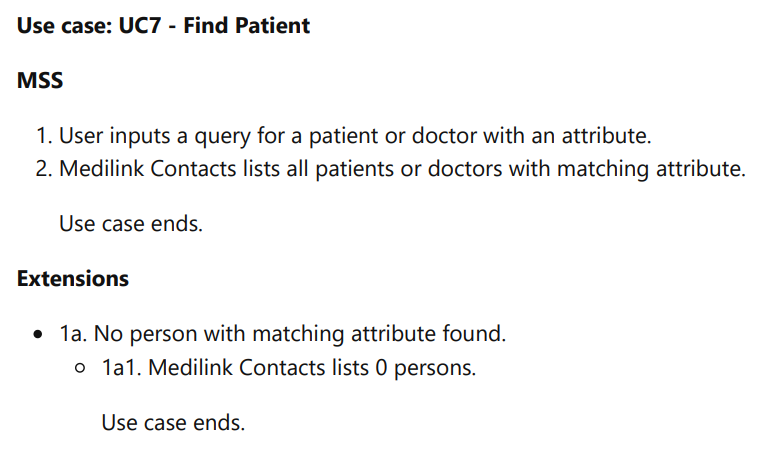 Use case: UC7 - Find Patient
MSS
1. User inputs a query for a patient or doctor with an attribute.
2. Medilink Contacts lists all patients or doctors with matching attribute.
Use case ends.
Extensions
• 1a. No person with matching attribute found.
◦ 1a1. Medilink Contacts lists 0 persons.
Use case ends.